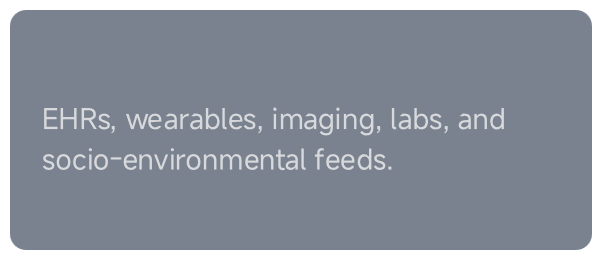 EHRs, wearables, imaging, labs, and
socio-environmental feeds.